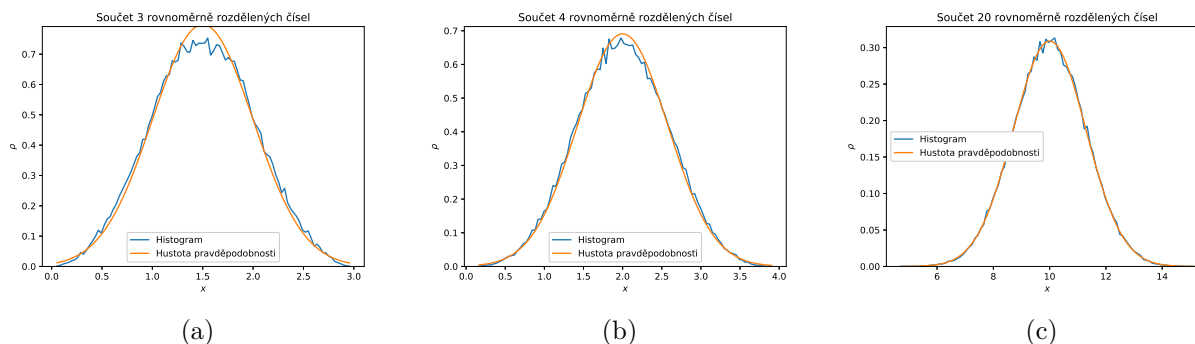 Součet 3 rovnoměrně rozdělených čísel
0.7
0.6
0.5
0.4
0.3
0.2
0.1
0.0
ρ
Histogram
Hustota pravděpodobnosti
0.0 0.5 1.0 1.5 2.0 2.5 3.0
x
(a)
Součet 4 rovnoměrně rozdělených čísel
0.7
0.6
0.5
0.4
0.3
0.2
0.1
0.0
ρ
Histogram
Hustota pravděpodobnosti
0.0 0.5 1.0 1.5 2.0 2.5 3.0 3.5 4.0
x
(b)
Součet 20 rovnoměrně rozdělených čísel
0.30
0.25
0.20
0.15
0.10
0.05
0.00
ρ
Histogram
Hustota pravděpodobnosti
6 8 10 12 14
x
(c)